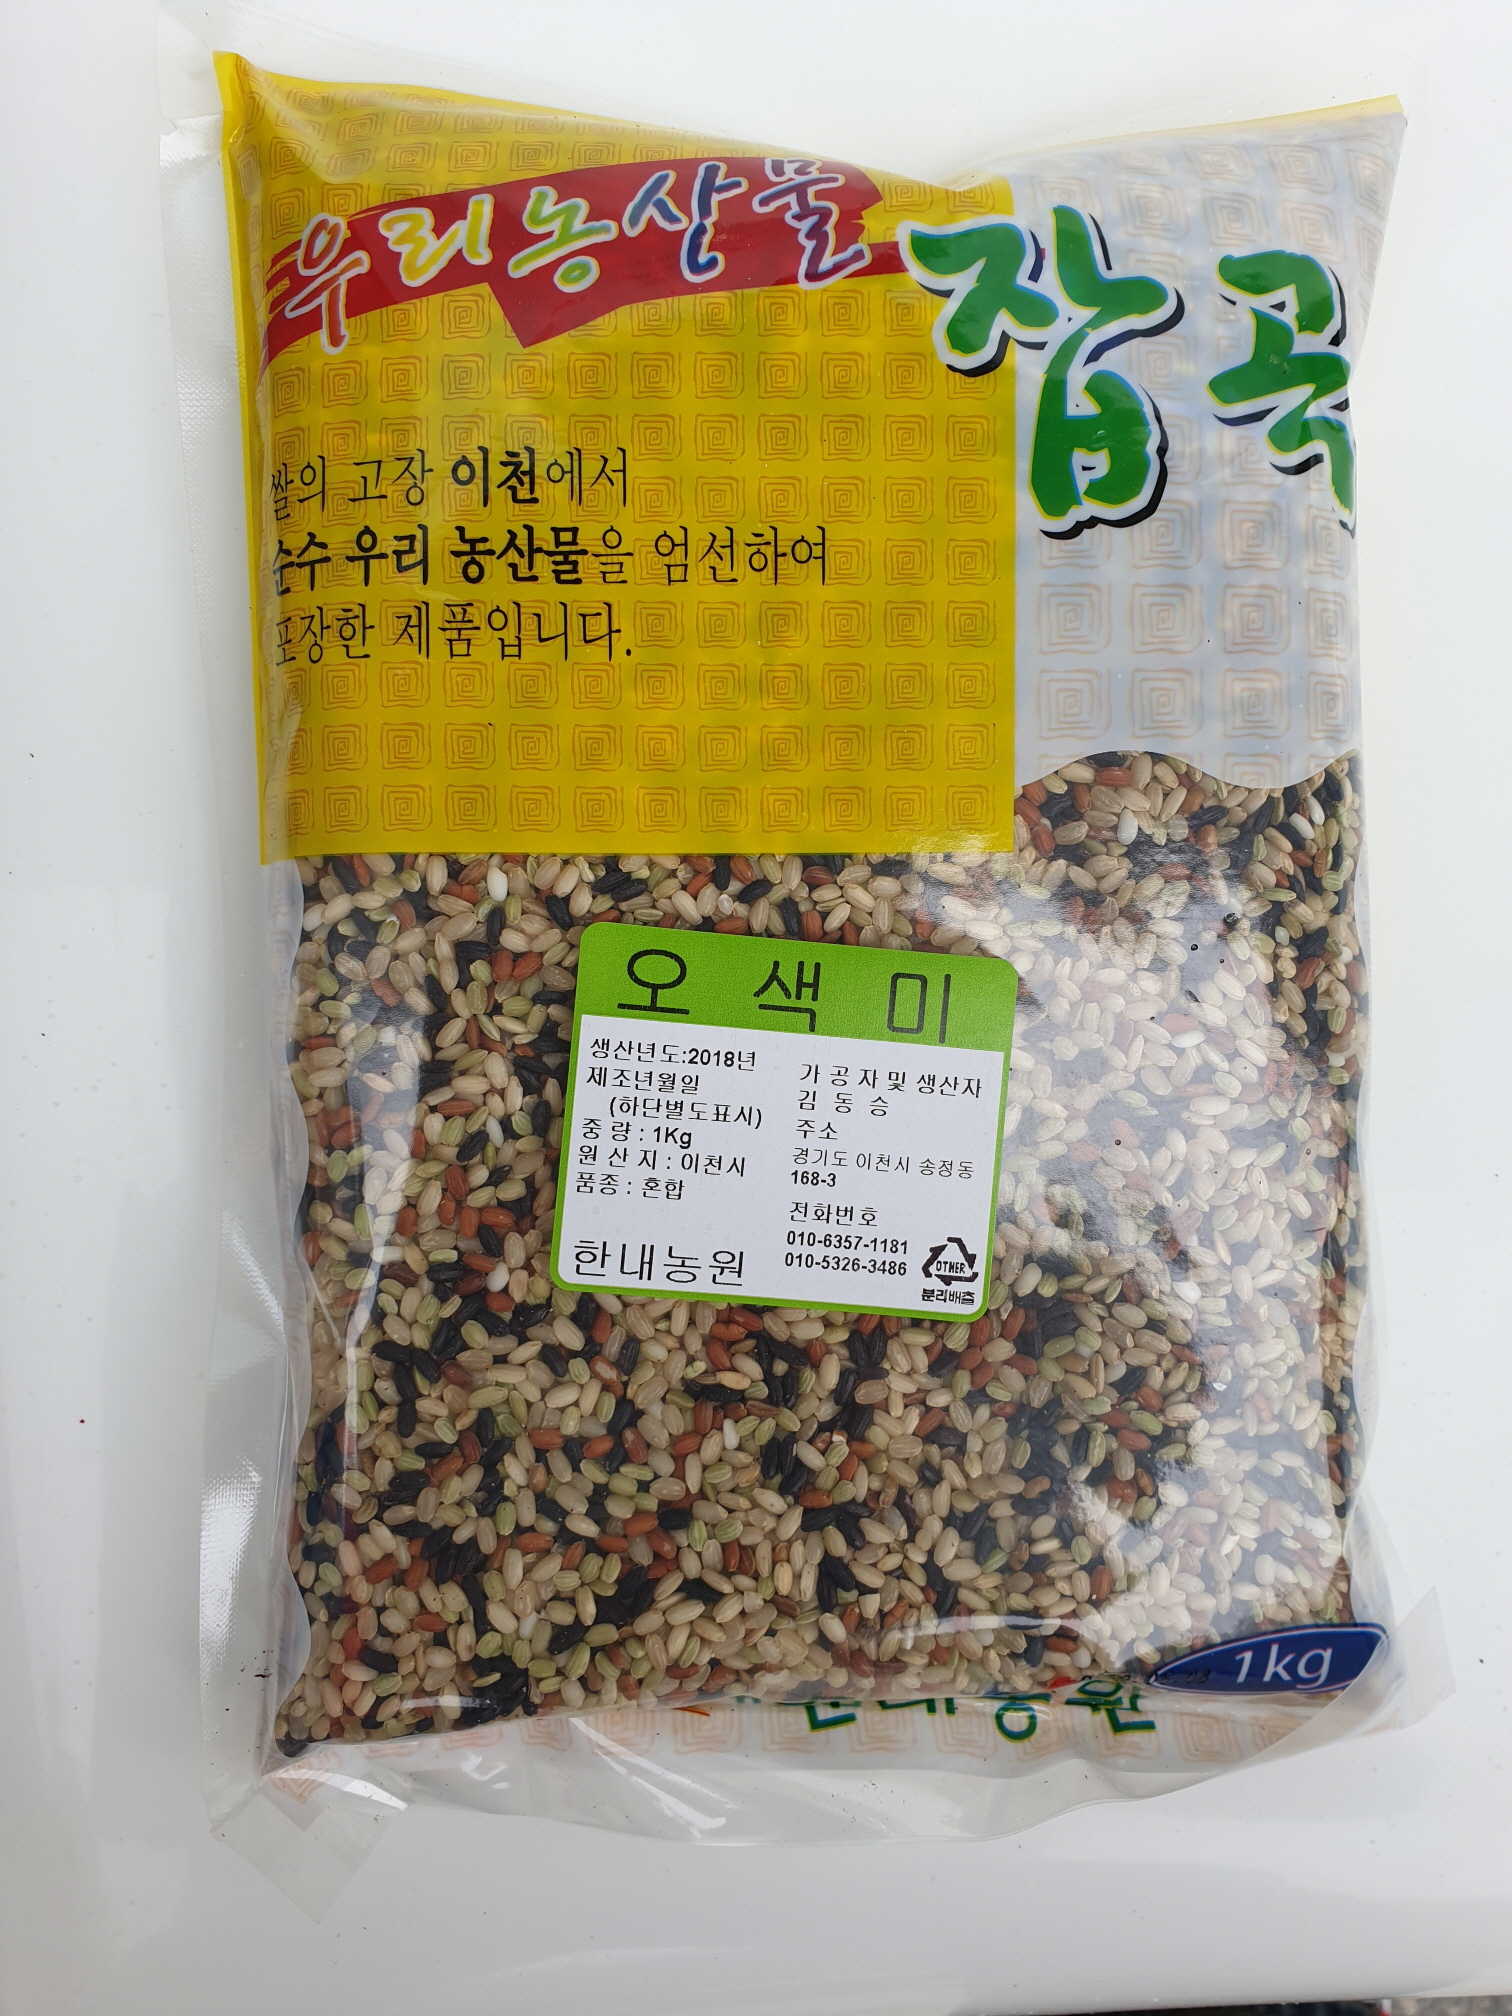 우리농산물
잡곡
쌀의 고장 이천에서
순수 우리 농산물을 엄선하여
포장한 제품입니다.
오색미
생산년도:2018년
제조년월일
(하단별도표시)
중량 : 1Kg
원산지 : 이천시
품종 : 혼합
한내농원
가공자및 생산자
김동승
주소
경기도 이천시 송정동
168-3
전화번호
010-6357-1181
010-5326-3486
OTHER
분리배출
1kg
한내농원